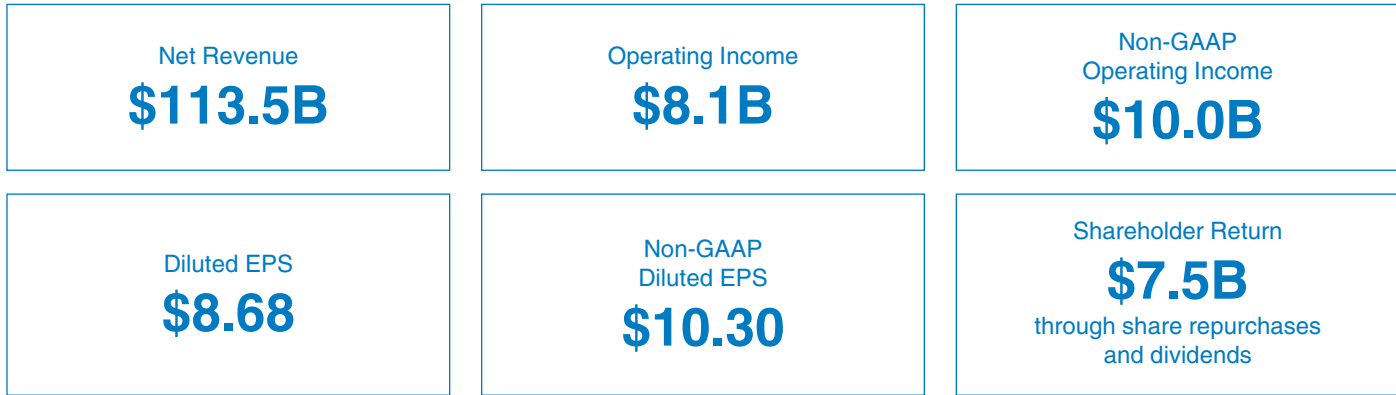 Net Revenue
$113.5B
Operating Income
$8.1B
Non-GAAP
Operating Income
$10.0B
Diluted EPS
$8.68
Non-GAAP
Diluted EPS
$10.30
Shareholder Return
$7.5B
through share repurchases
and dividends